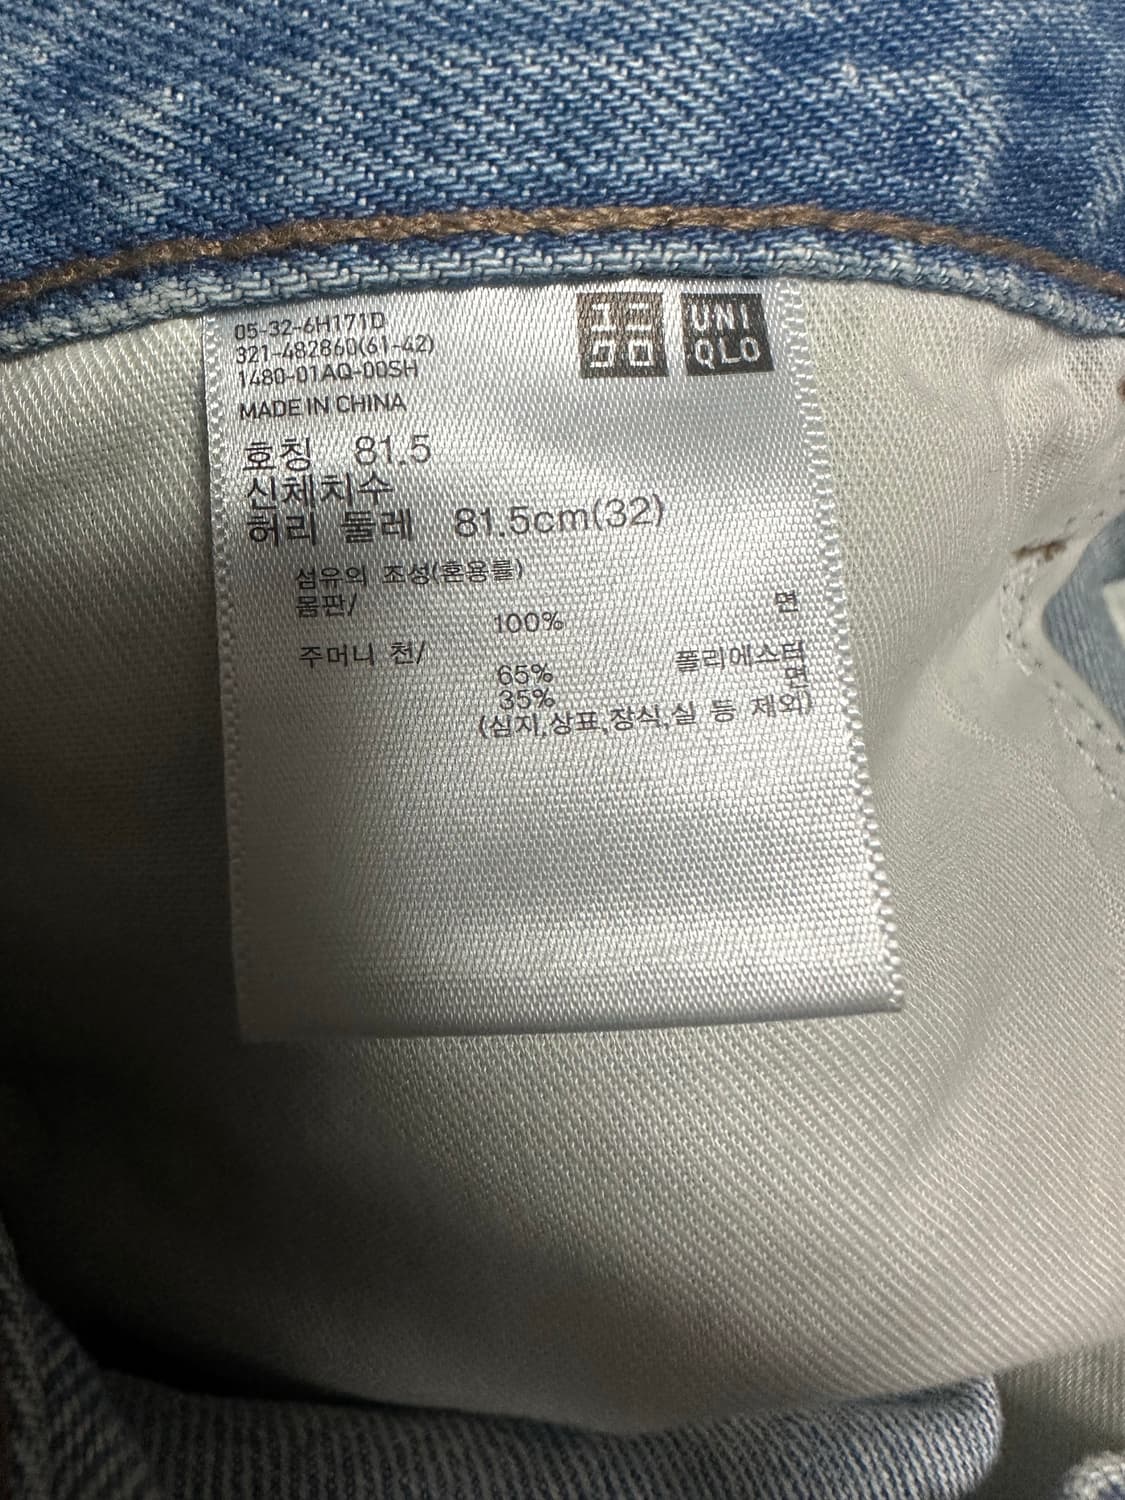 05-32-6H171D
321-482860(61-42)
1480-01AQ-00SH
MADE IN CHINA
ユニ
クロ
UNI
QLO
호칭 81.5
신체치수
허리 둘레 81.5cm(32)
섬유의 조성(혼용률)
몸판/ 면
100%
주머니 천/ 폴리에스터
65% 면
35%
(심지,상표,장식,실 등 제외)